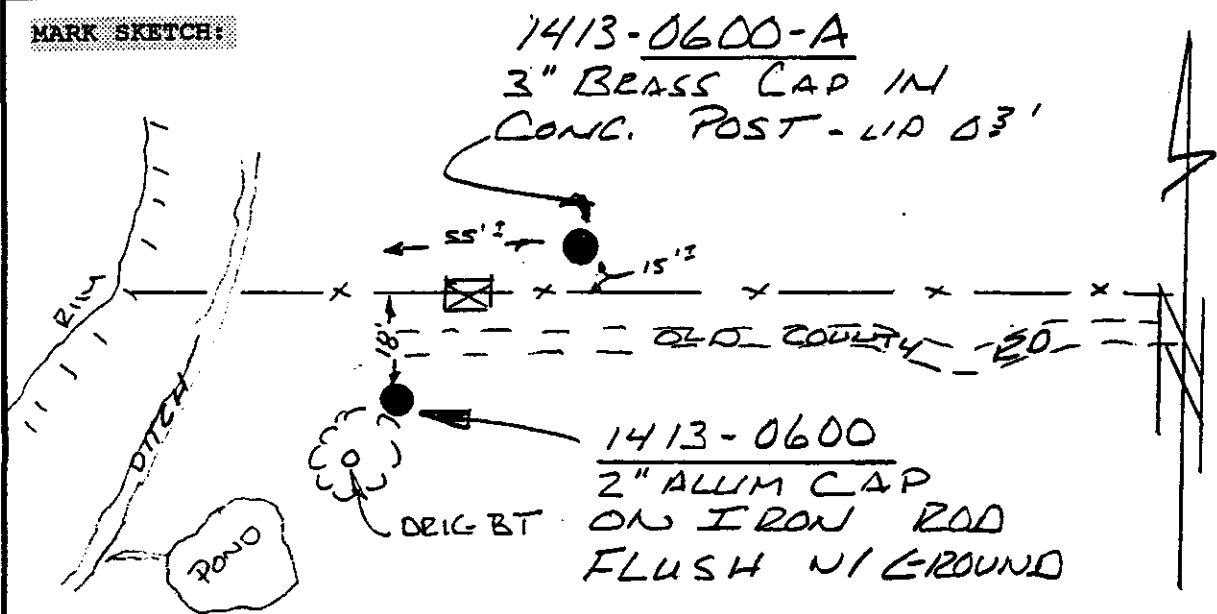 MARK SKETCH:
1413-0600-A
3" BRASS CAP IN
CONC. POST - UP 0.3'
55'±
15'±
RIM
18'
OLD COUNTY RD
DITCH
1413-0600
2" ALUM CAP
ON IRON ROD
FLUSH W/ GROUND
ORIG BT
POND